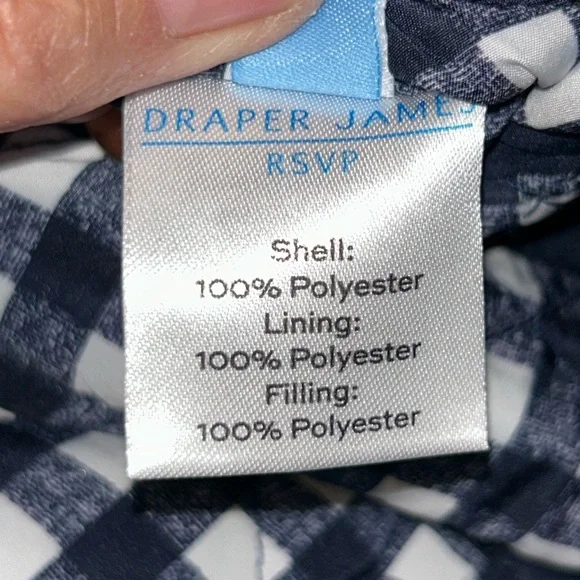 DRAPER JAMES
RSVP
Shell:
100% Polyester
Lining:
100% Polyester
Filling:
100% Polyester